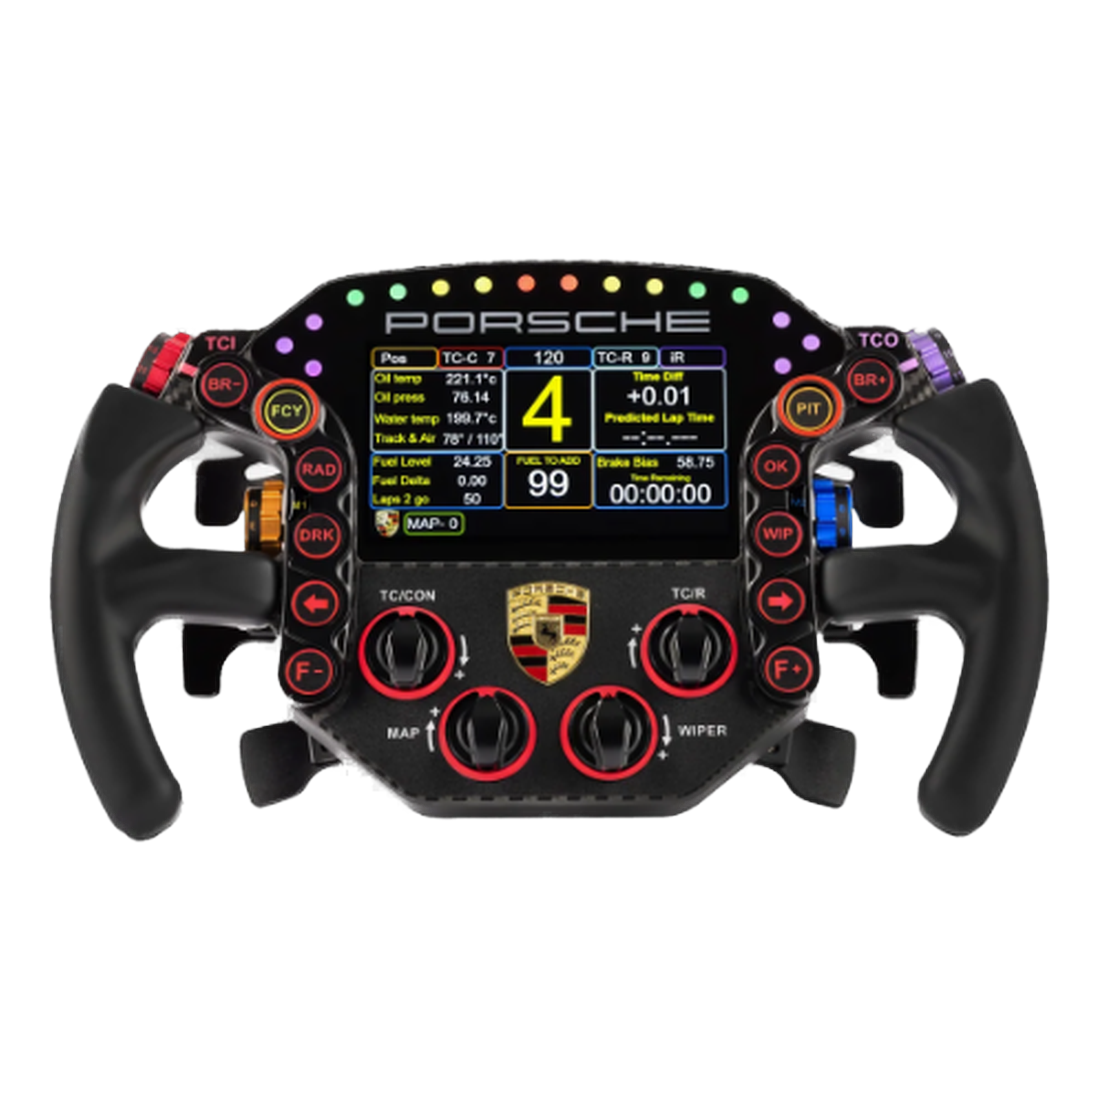 PORSCHE
TCI
TCO
BR-
BR+
FCY
PIT
RAD
OK
DRK
WIP
F-
F+
M1
Pos
TC-C 7
120
TC-R 9
iR
Oil temp 221.1°c
Oil press 76.14
Water temp 199.7°c
Track & Air 78° / 110°
4
Time Diff
+0.01
Predicted Lap Time
--:--.---
Fuel Level 24.25
Fuel Delta 0.00
Laps 2 go 50
FUEL TO ADD
99
Brake Bias 58.75
Time Remaining
00:00:00
MAP- 0
TC/CON
+
TC/R
+
MAP
+
WIPER
+
PORSCHE